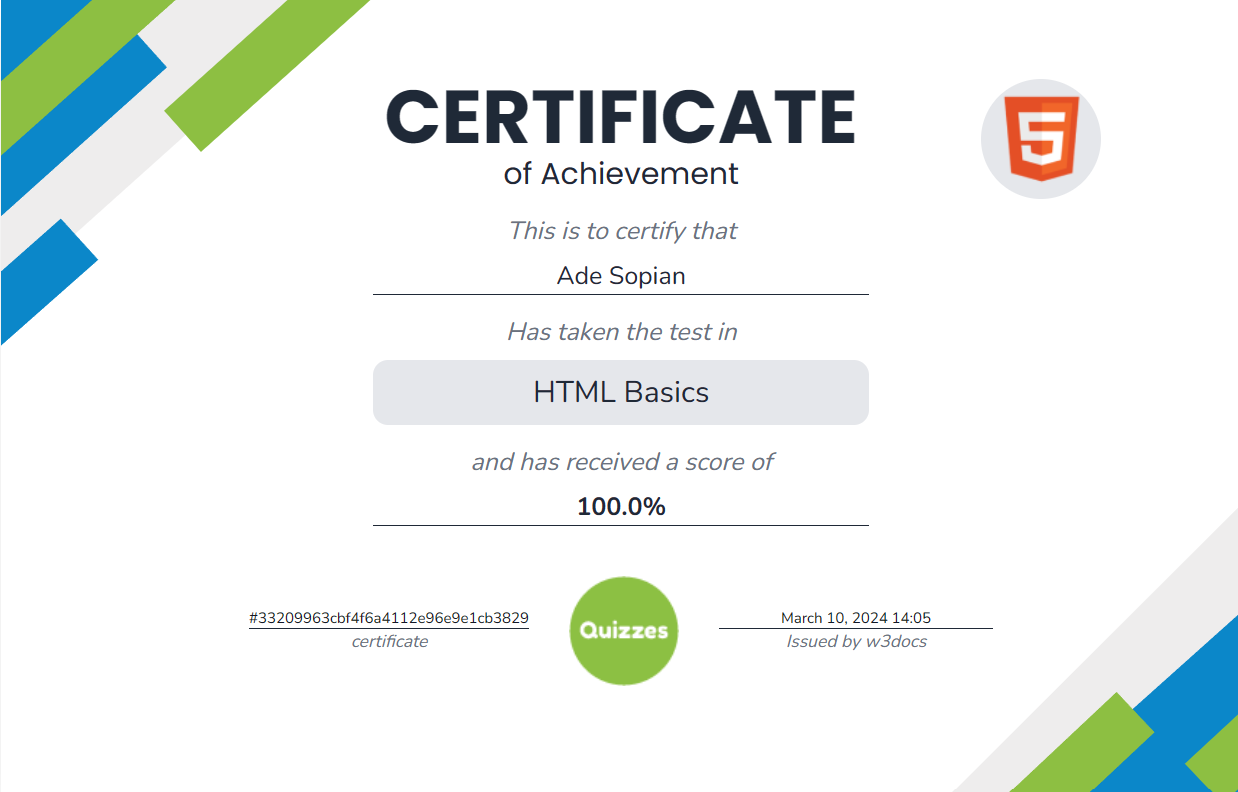 CERTIFICATE
of Achievement
This is to certify that
Ade Sopian
Has taken the test in
HTML Basics
and has received a score of
100.0%
#33209963cbf4f6a4112e96e9e1cb3829
certificate
Quizzes
March 10, 2024 14:05
Issued by w3docs